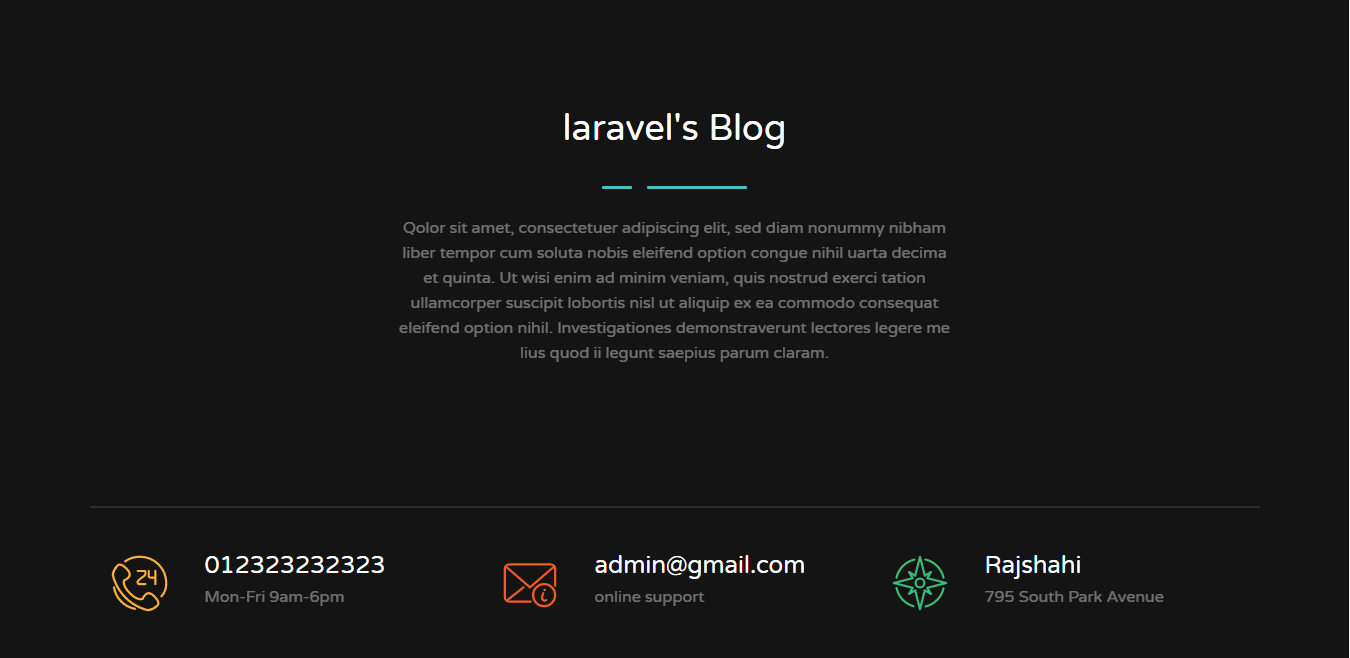 laravel's Blog
Qolor sit amet, consectetuer adipiscing elit, sed diam nonummy nibham
liber tempor cum soluta nobis eleifend option congue nihil uarta decima
et quinta. Ut wisi enim ad minim veniam, quis nostrud exerci tation
ullamcorper suscipit lobortis nisl ut aliquip ex ea commodo consequat
eleifend option nihil. Investigationes demonstraverunt lectores legere me
lius quod ii legunt saepius parum claram.
24
012323232323
Mon-Fri 9am-6pm
i
admin@gmail.com
online support
Rajshahi
795 South Park Avenue